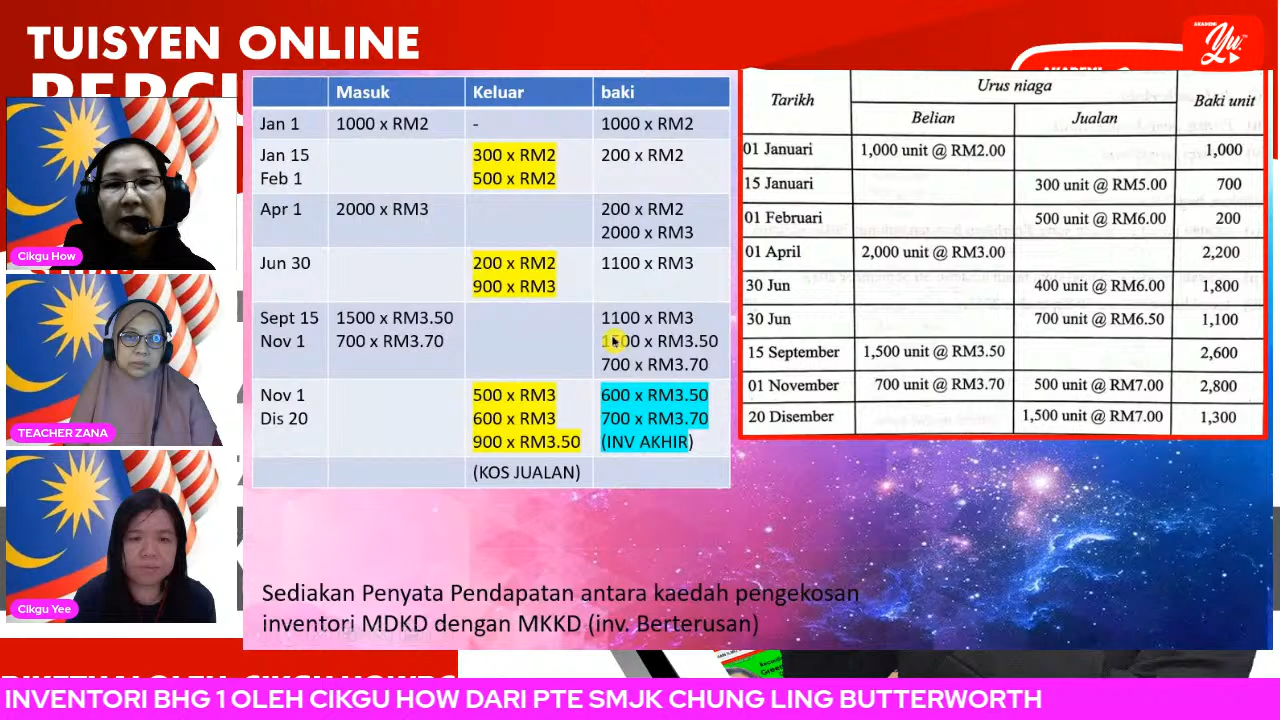 TUISYEN ONLINE
AKADEMI
Yu.
Cikgu How
TEACHER ZANA
Cikgu Yee
Masuk Keluar baki
Jan 1 1000 x RM2 - 1000 x RM2
Jan 15 300 x RM2 200 x RM2
Feb 1 500 x RM2
Apr 1 2000 x RM3 200 x RM2
2000 x RM3
Jun 30 200 x RM2 1100 x RM3
900 x RM3
Sept 15 1500 x RM3.50 1100 x RM3
Nov 1 700 x RM3.70 1500 x RM3.50
700 x RM3.70
Nov 1 500 x RM3 600 x RM3.50
Dis 20 600 x RM3 700 x RM3.70
900 x RM3.50 (INV AKHIR)
(KOS JUALAN)
Tarikh Urus niaga Baki unit
Belian Jualan
01 Januari 1,000 unit @ RM2.00 1,000
15 Januari 300 unit @ RM5.00 700
01 Februari 500 unit @ RM6.00 200
01 April 2,000 unit @ RM3.00 2,200
30 Jun 400 unit @ RM6.00 1,800
30 Jun 700 unit @ RM6.50 1,100
15 September 1,500 unit @ RM3.50 2,600
01 November 700 unit @ RM3.70 500 unit @ RM7.00 2,800
20 Disember 1,500 unit @ RM7.00 1,300
Sediakan Penyata Pendapatan antara kaedah pengekosan
inventori MDKD dengan MKKD (inv. Berterusan)
INVENTORI BHG 1 OLEH CIKGU HOW DARI PTE SMJK CHUNG LING BUTTERWORTH